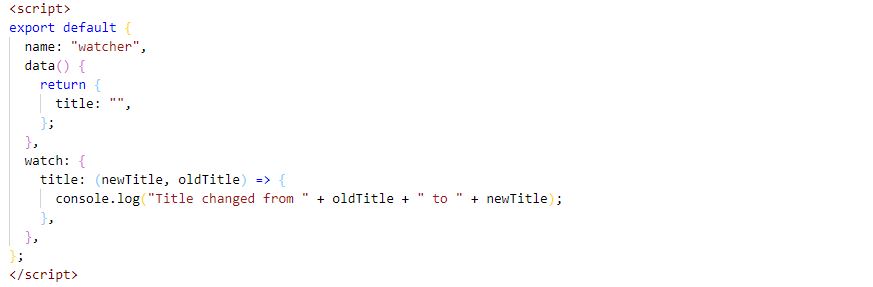 <script>
export default {
  name: "watcher",
  data() {
    return {
      title: "",
    };
  },
  watch: {
    title: (newTitle, oldTitle) => {
      console.log("Title changed from " + oldTitle + " to " + newTitle);
    },
  },
};
</script>